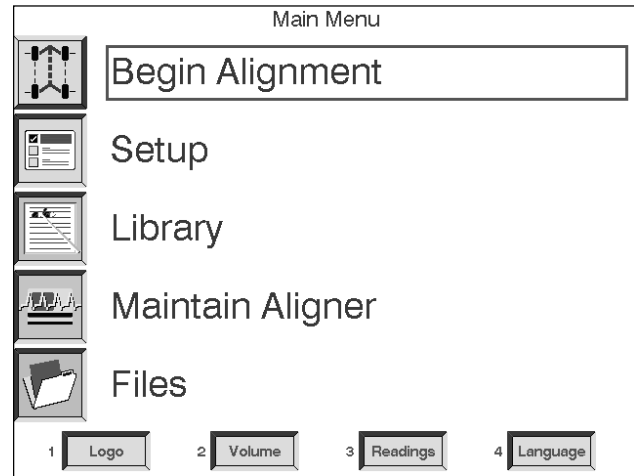 Main Menu
Begin Alignment
Setup
Library
Maintain Aligner
Files
1 Logo 2 Volume 3 Readings 4 Language